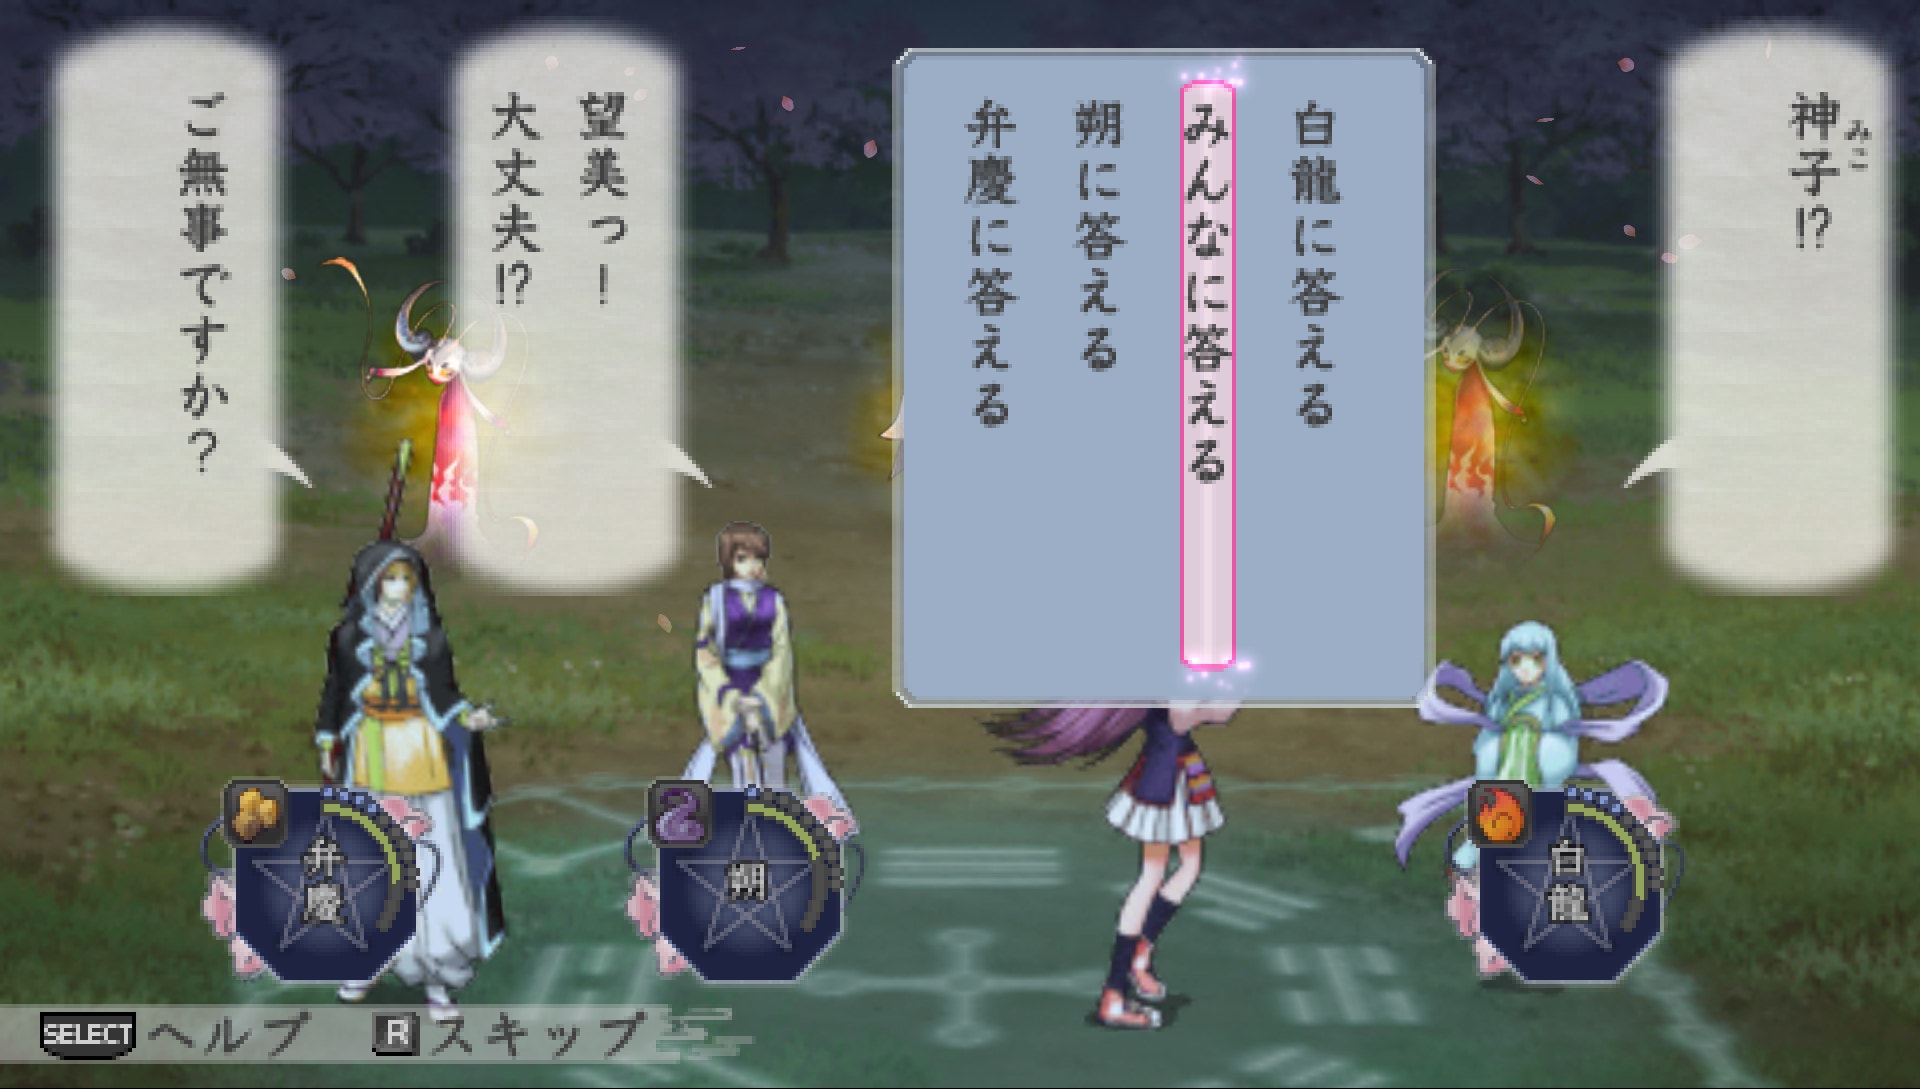 神子!?
みこ
白龍に答える
みんなに答える
朔に答える
弁慶に答える
望美っ！
大丈夫!?
ご無事ですか？
弁慶
朔
白龍
SELECT ヘルプ R スキップ